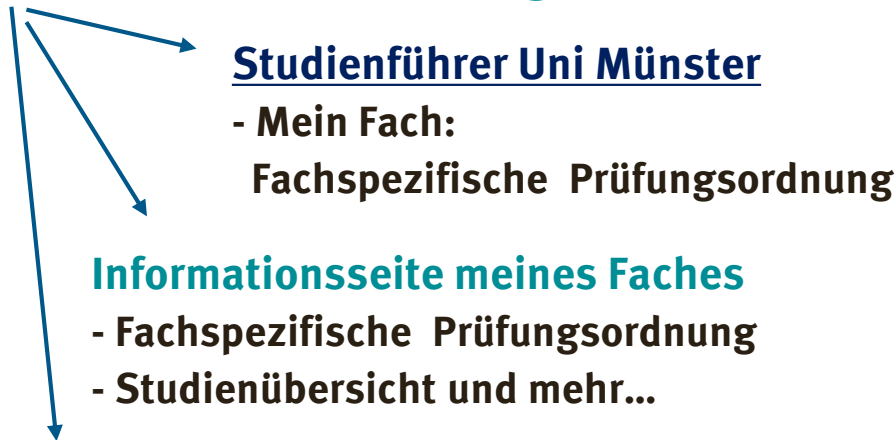 Studienführer Uni Münster
- Mein Fach:
Fachspezifische Prüfungsordnung
Informationsseite meines Faches
- Fachspezifische Prüfungsordnung
- Studienübersicht und mehr...